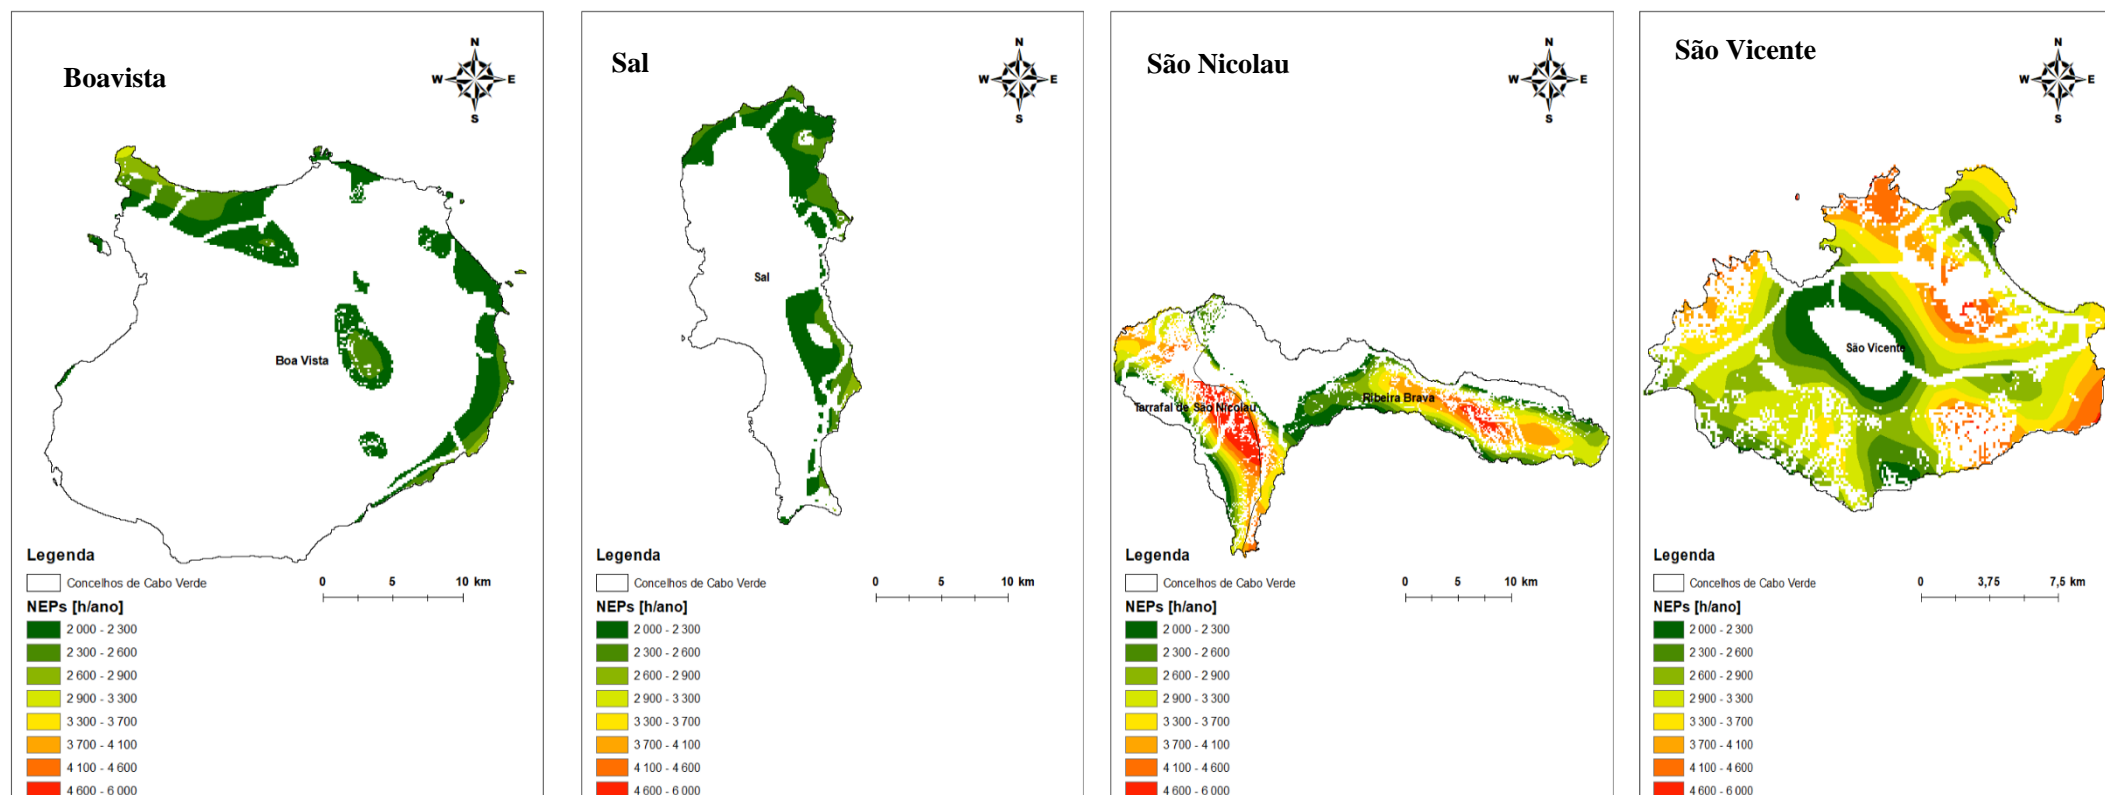 Boavista
N
W
E
S
Boa Vista
Legenda
Concelhos de Cabo Verde
0 5 10 km
NEPs [h/ano]
2 000 - 2 300
2 300 - 2 600
2 600 - 2 900
2 900 - 3 300
3 300 - 3 700
3 700 - 4 100
4 100 - 4 600
4 600 - 6 000
Sal
N
W
E
S
Sal
Legenda
Concelhos de Cabo Verde
0 5 10 km
NEPs [h/ano]
2 000 - 2 300
2 300 - 2 600
2 600 - 2 900
2 900 - 3 300
3 300 - 3 700
3 700 - 4 100
4 100 - 4 600
4 600 - 6 000
São Nicolau
N
W
E
S
Ribeira Brava
Tarrafal de São Nicolau
Legenda
Concelhos de Cabo Verde
0 5 10 km
NEPs [h/ano]
2 000 - 2 300
2 300 - 2 600
2 600 - 2 900
2 900 - 3 300
3 300 - 3 700
3 700 - 4 100
4 100 - 4 600
4 600 - 6 000
São Vicente
N
W
E
S
São Vicente
Legenda
Concelhos de Cabo Verde
0 3,75 7,5 km
NEPs [h/ano]
2 000 - 2 300
2 300 - 2 600
2 600 - 2 900
2 900 - 3 300
3 300 - 3 700
3 700 - 4 100
4 100 - 4 600
4 600 - 6 000